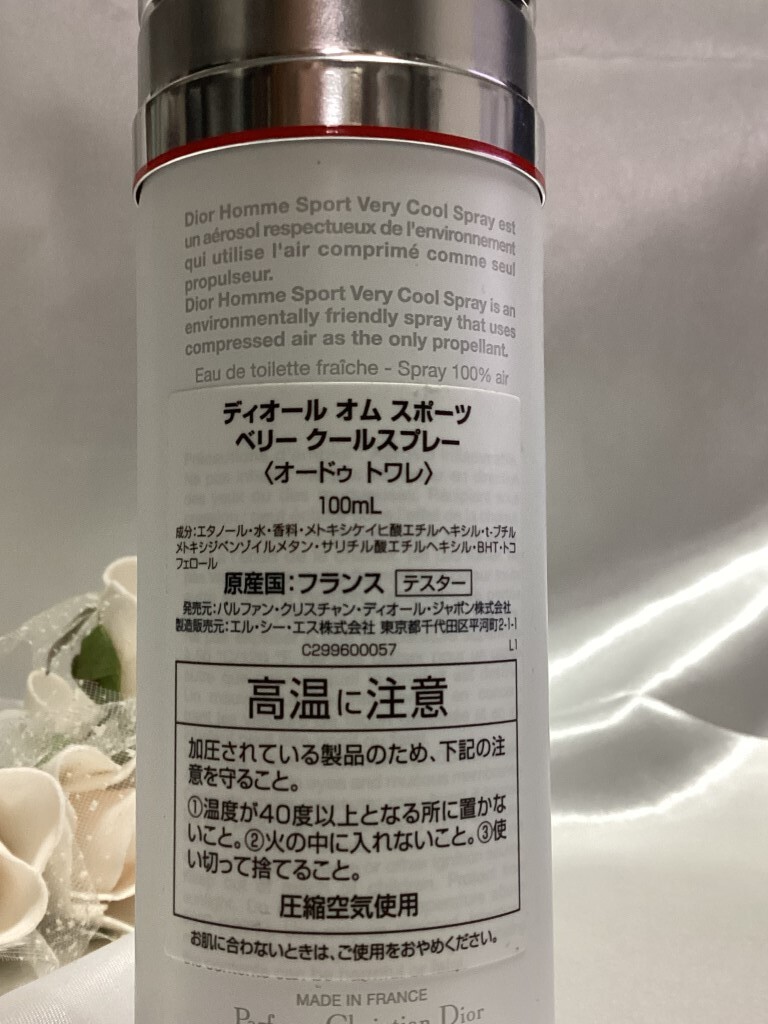 Dior Homme Sport Very Cool Spray est
un aérosol respectueux de l'environnement
qui utilise l'air comprimé comme seul
propulseur.
Dior Homme Sport Very Cool Spray is an
environmentally friendly spray that uses
compressed air as the only propellant.
Eau de toilette fraîche - Spray 100% air
ディオール オム スポーツ
ベリー クールスプレー
〈オードゥ トワレ〉
100mL
成分:エタノール・水・香料・メトキシケイヒ酸エチルヘキシル・t-ブチル
メトキシジベンゾイルメタン・サリチル酸エチルヘキシル・BHT・トコ
フェロール
原産国:フランス テスター
発売元:パルファン・クリスチャン・ディオール・ジャポン株式会社
製造販売元:エル・シー・エス株式会社 東京都千代田区平河町2-1-1
C299600057 L1
高温に注意
加圧されている製品のため、下記の注
意を守ること。
①温度が40度以上となる所に置かな
いこと。②火の中に入れないこと。③使
い切って捨てること。
圧縮空気使用
お肌に合わないときは、ご使用をおやめください。
MADE IN FRANCE
Parfums Christian Dior